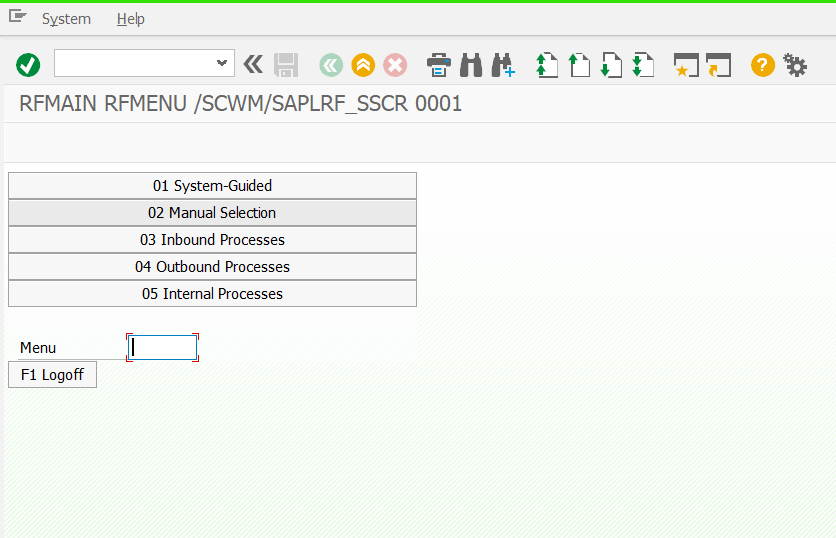 System Help
RFMAIN RFMENU /SCWM/SAPLRF_SSCR 0001
01 System-Guided
02 Manual Selection
03 Inbound Processes
04 Outbound Processes
05 Internal Processes
Menu
F1 Logoff